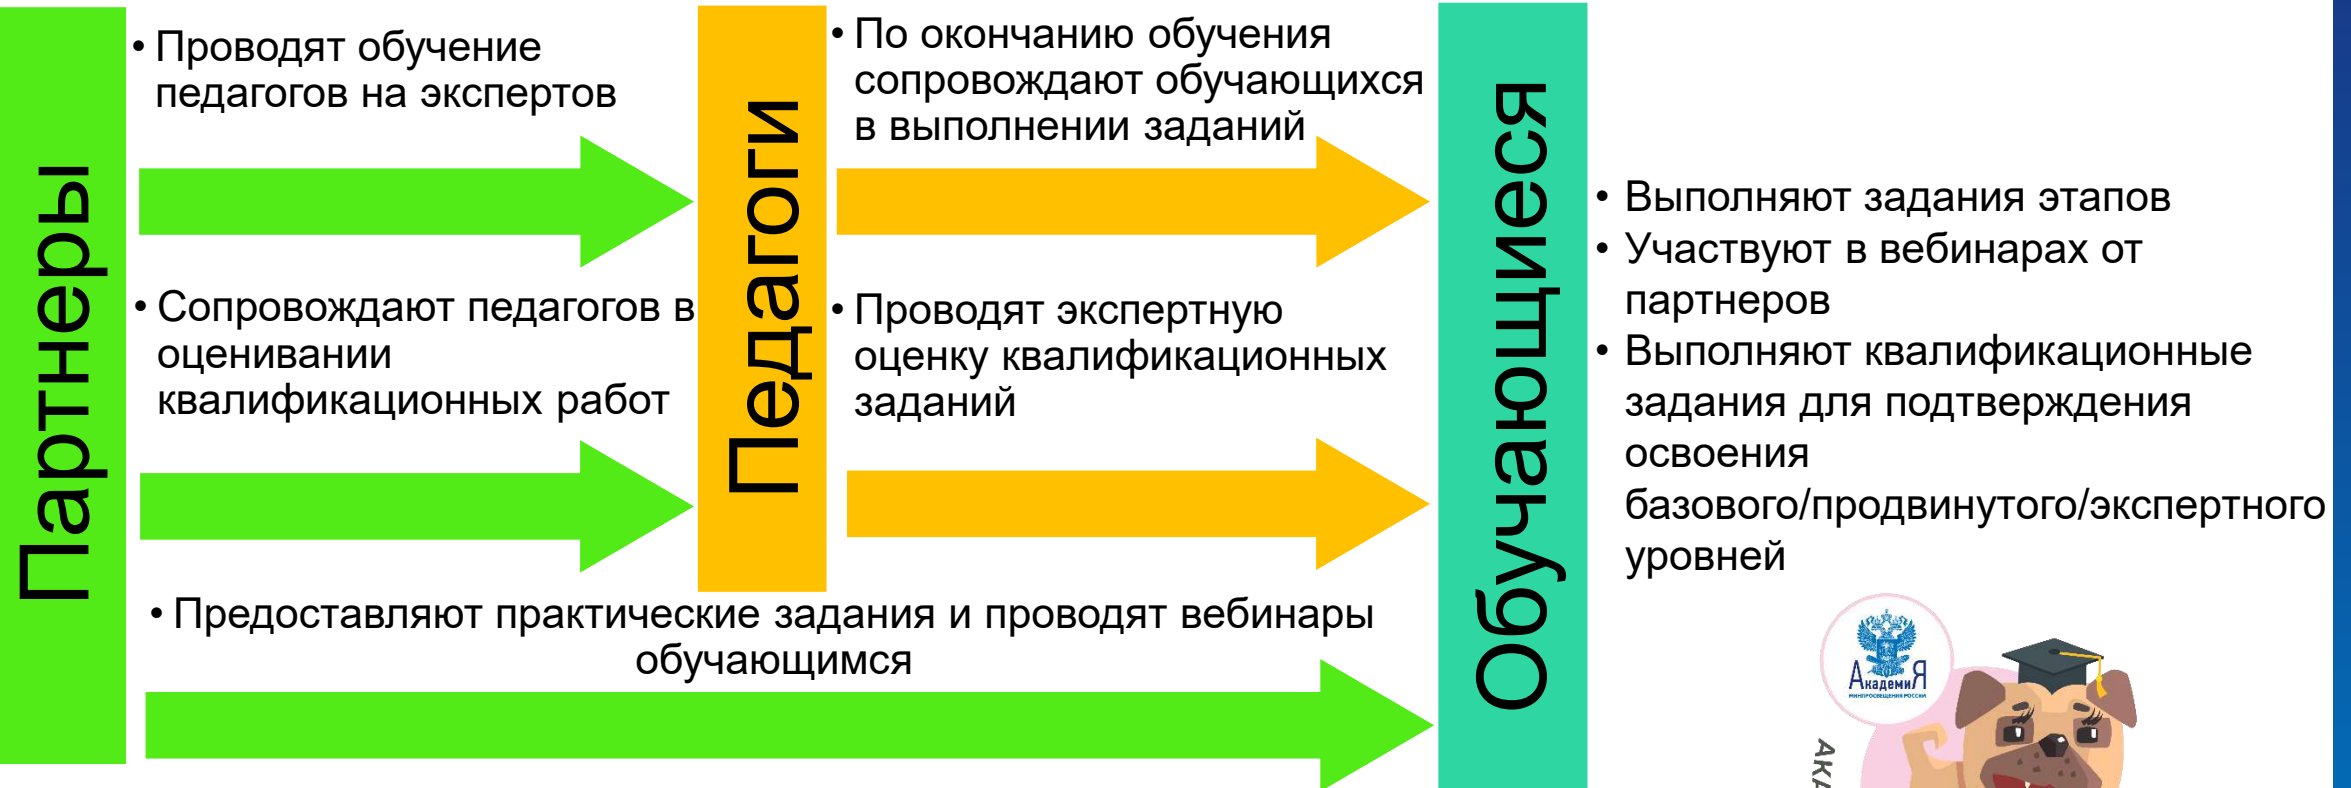 Партнеры
• Проводят обучение
педагогов на экспертов
• Сопровождают педагогов в
оценивании
квалификационных работ
• Предоставляют практические задания и проводят вебинары
обучающимся
Педагоги
• По окончанию обучения
сопровождают обучающихся
в выполнении заданий
• Проводят экспертную
оценку квалификационных
заданий
Обучающиеся
• Выполняют задания этапов
• Участвуют в вебинарах от
партнеров
• Выполняют квалификационные
задания для подтверждения
освоения
базового/продвинутого/экспертного
уровней
АкадемиЯ
МИНПРОСВЕЩЕНИЯ РОССИИ